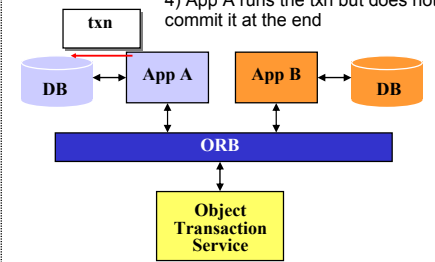 4) App A runs the txn but does not
commit it at the end
txn
DB
App A
App B
DB
ORB
Object
Transaction
Service